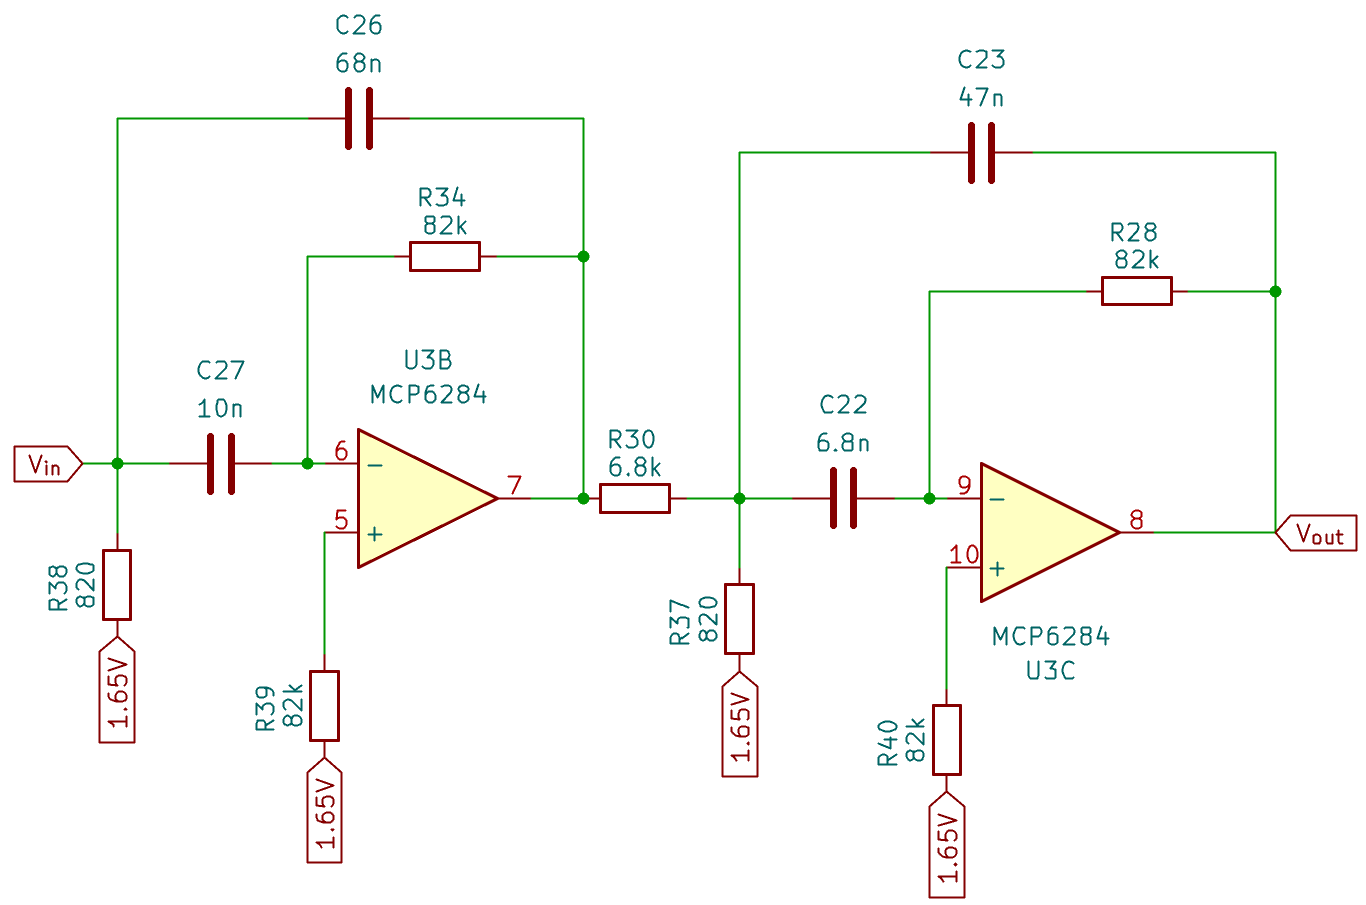 C26
68n
C23
47n
R34
82k
R28
82k
U3B
MCP6284
C27
10n
C22
6.8n
R30
6.8k
Vin
6
−
7
5
+
9
−
8
10
+
Vout
R38
820
R37
820
MCP6284
U3C
1.65V
R39
82k
1.65V
R40
82k
1.65V
1.65V